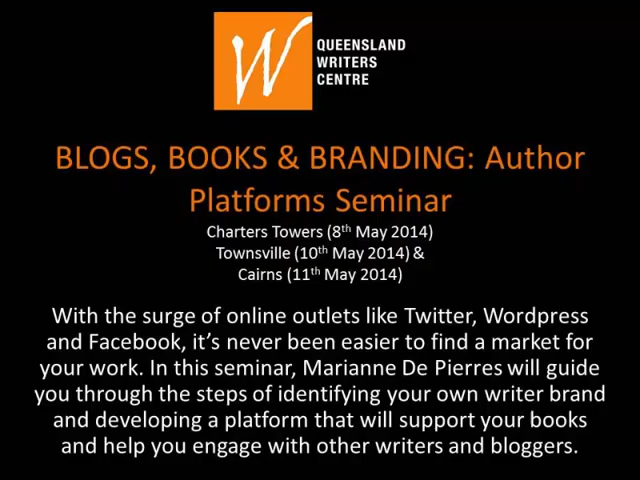 W QUEENSLAND
WRITERS
CENTRE
BLOGS, BOOKS & BRANDING: Author
Platforms Seminar
Charters Towers (8th May 2014)
Townsville (10th May 2014) &
Cairns (11th May 2014)
With the surge of online outlets like Twitter, Wordpress
and Facebook, it’s never been easier to find a market for
your work. In this seminar, Marianne De Pierres will guide
you through the steps of identifying your own writer brand
and developing a platform that will support your books
and help you engage with other writers and bloggers.